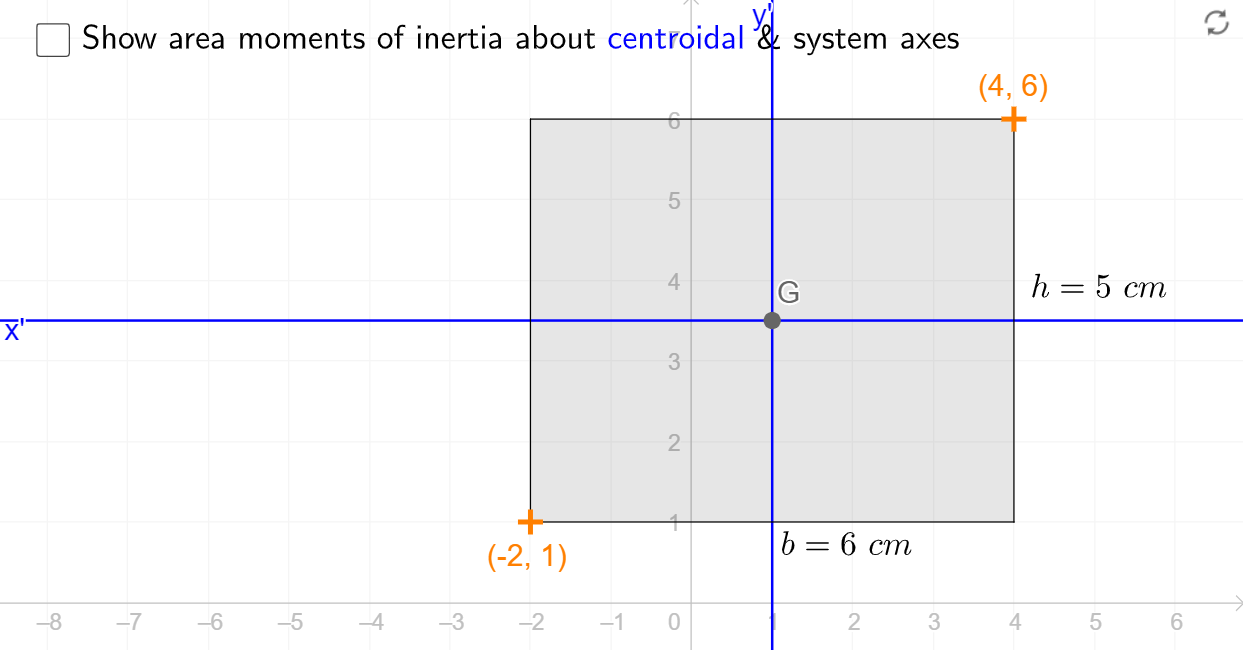 y'
Show area moments of inertia about centroidal & system axes
7
(4, 6)
6
5
4
G
h = 5 cm
x'
3
2
1
b = 6 cm
(-2, 1)
–8 –7 –6 –5 –4 –3 –2 –1 0 1 2 3 4 5 6